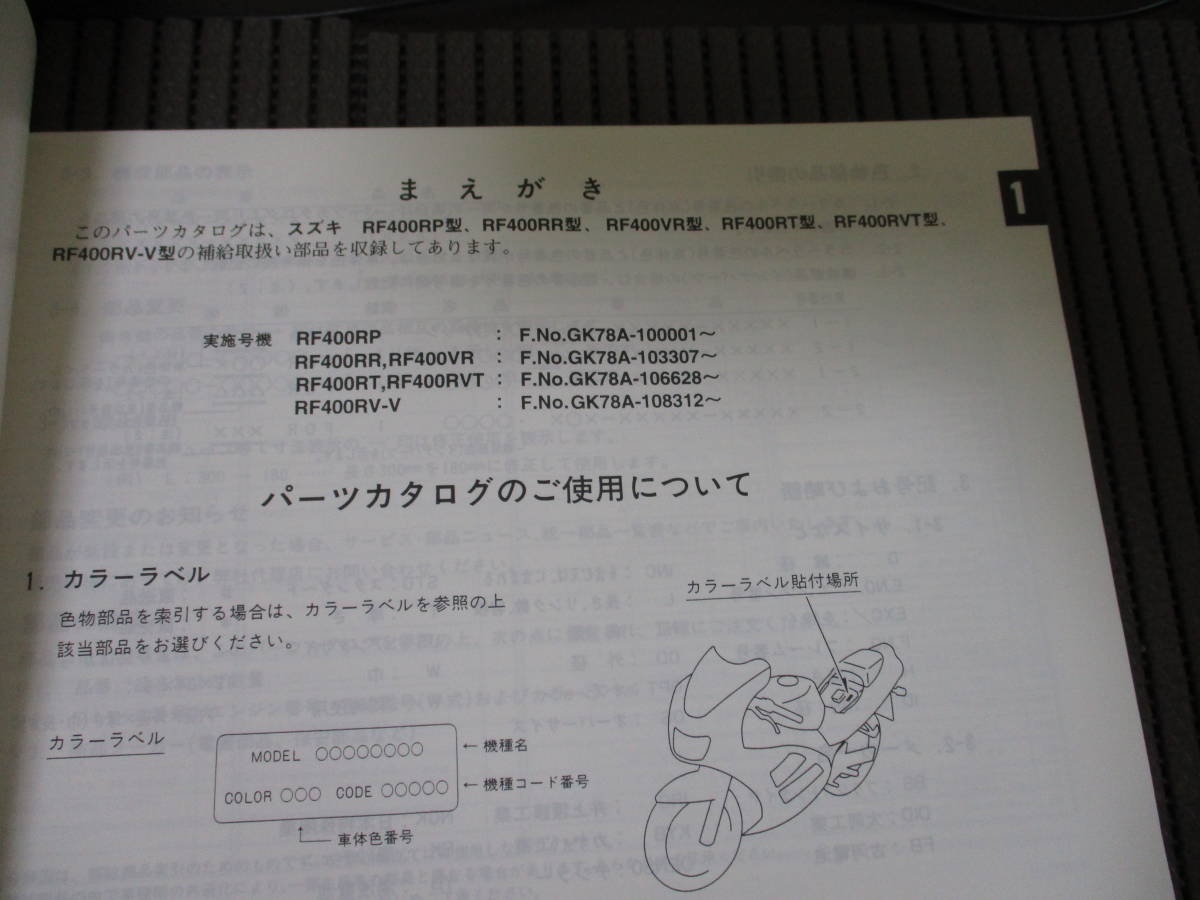 まえがき
1
このパーツカタログは、スズキ RF400RP型、RF400RR型、RF400VR型、RF400RT型、RF400RVT型、
RF400RV-V型の補給取扱い部品を収録してあります。
実施号機 RF400RP : F.No.GK78A-100001～
RF400RR,RF400VR : F.No.GK78A-103307～
RF400RT,RF400RVT : F.No.GK78A-106628～
RF400RV-V : F.No.GK78A-108312～
パーツカタログのご使用について
1. カラーラベル
色物部品を索引する場合は、カラーラベルを参照の上
該当部品をお選びください。
カラーラベル貼付場所
カラーラベル
MODEL ○○○○○○○○ ←機種名
COLOR ○○○ CODE ○○○○○ ←機種コード番号
車体色番号